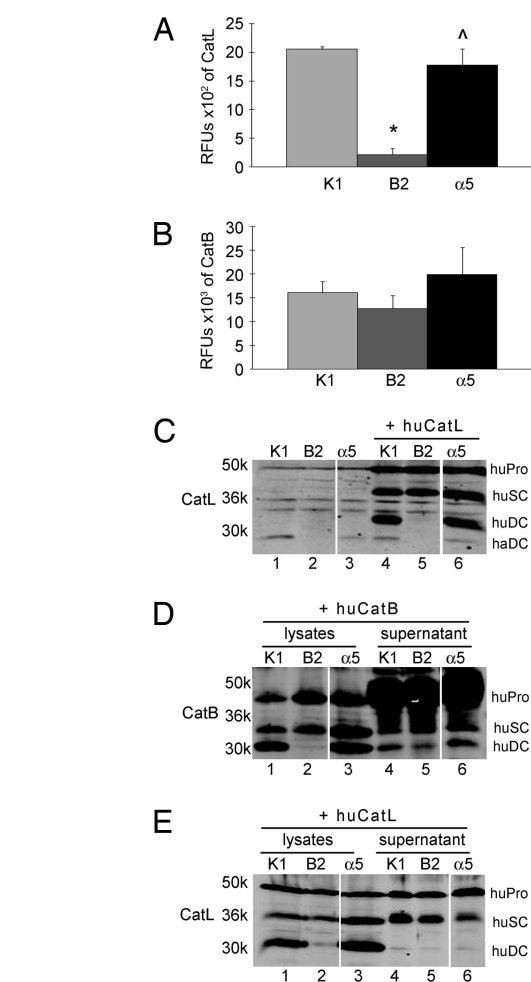 A
RFUs x10² of CatL
25
20
15
10
5
0
*
^
K1 B2 α5
B
RFUs x10³ of CatB
30
25
20
15
10
5
0
K1 B2 α5
C
+ huCatL
K1 B2 α5 K1 B2 α5
50k huPro
CatL 36k huSC
huDC
30k
haDC
1 2 3 4 5 6
D
+ huCatB
lysates supernatant
K1 B2 α5 K1 B2 α5
50k
huPro
CatB 36k
huSC
30k huDC
1 2 3 4 5 6
E
+ huCatL
lysates supernatant
K1 B2 α5 K1 B2 α5
50k
huPro
CatL 36k huSC
30k huDC
1 2 3 4 5 6